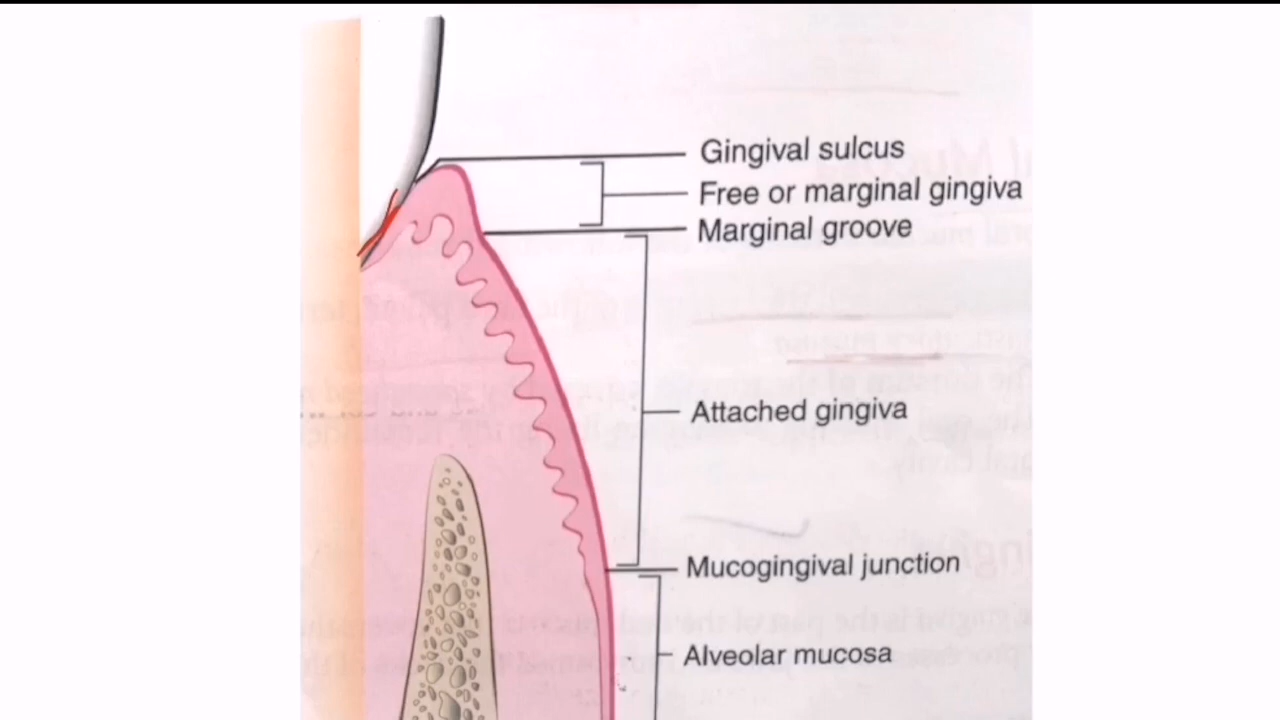 Gingival sulcus
Free or marginal gingiva
Marginal groove
Attached gingiva
Mucogingival junction
Alveolar mucosa